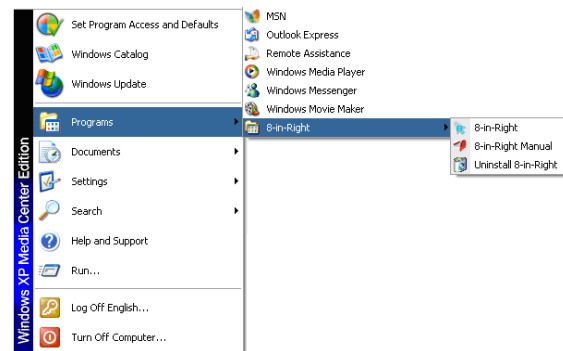 Windows XP Media Center Edition
Set Program Access and Defaults
Windows Catalog
Windows Update
Programs
Documents
Settings
Search
Help and Support
Run...
Log Off English...
Turn Off Computer...
MSN
Outlook Express
Remote Assistance
Windows Media Player
Windows Messenger
Windows Movie Maker
8-in-Right
8-in-Right
8-in-Right Manual
Uninstall 8-in-Right